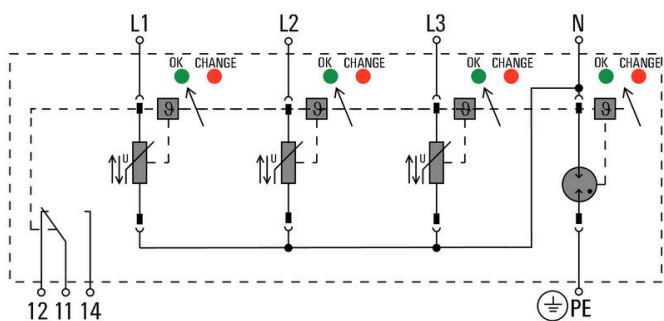 L1 L2 L3 N
OK CHANGE OK CHANGE OK CHANGE OK CHANGE
ϑ ϑ ϑ ϑ
U U U
12 11 14 PE